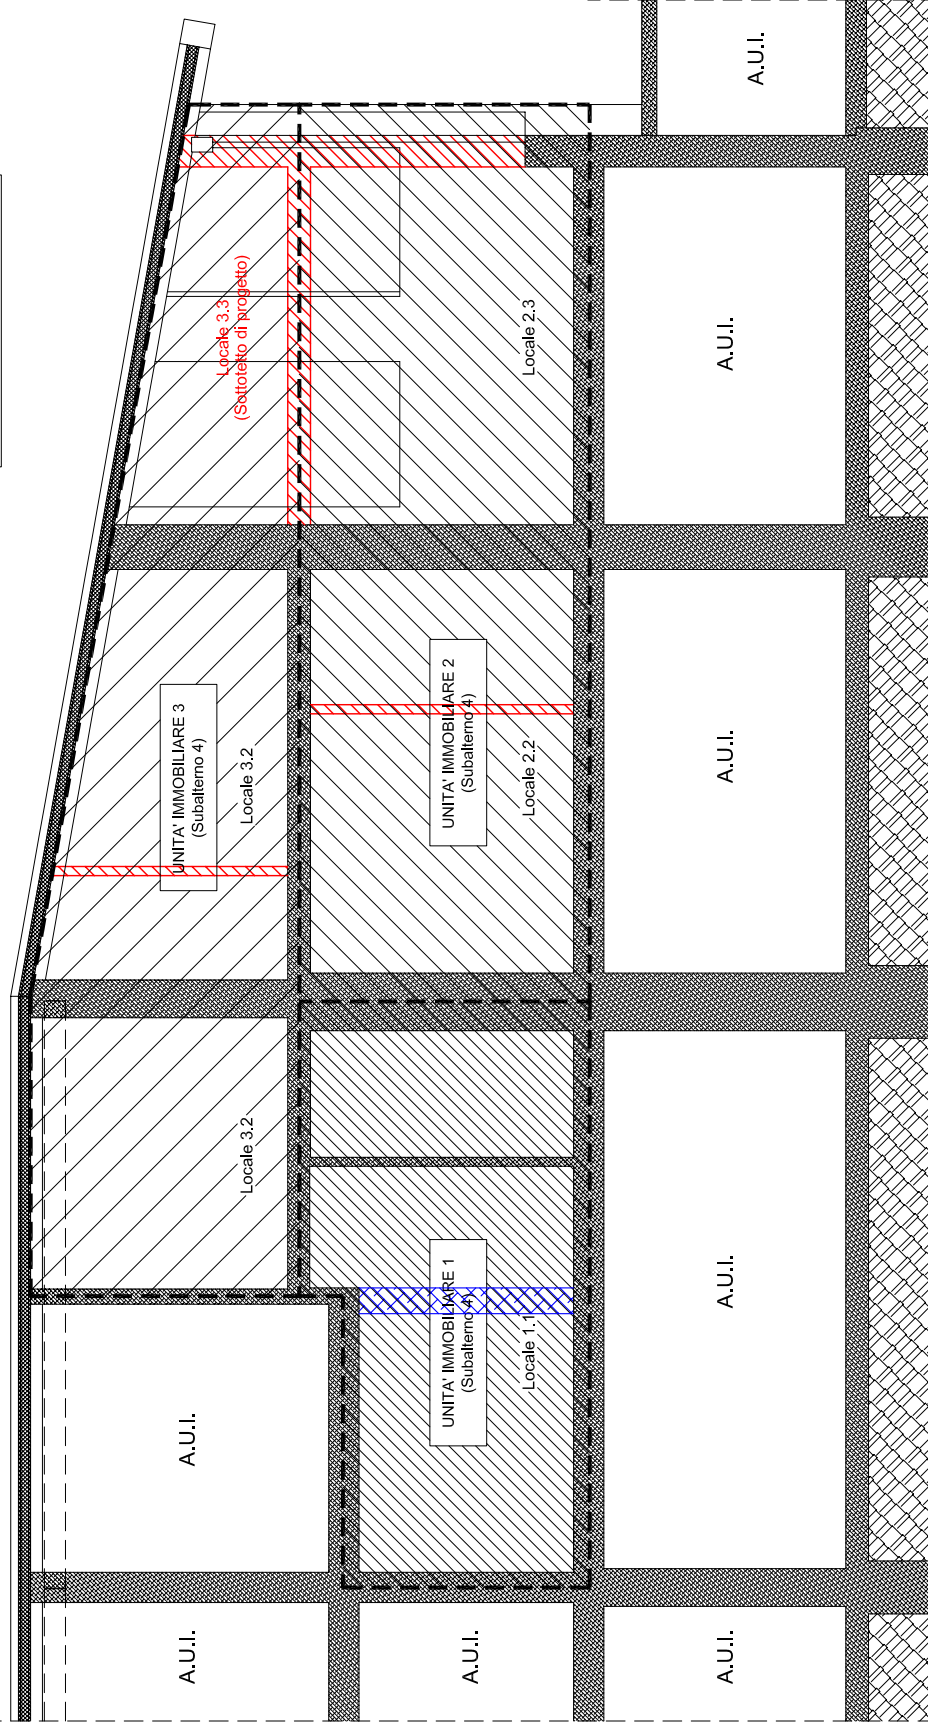 A.U.I.
A.U.I.
UNITA' IMMOBILIARE 3
(Subalterno 4)
Locale 3.2
Locale 3.2
Locale 3.3
(Sottotetto di progetto)
A.U.I.
UNITA' IMMOBILIARE 1
(Subalterno 4)
Locale 1.1
UNITA' IMMOBILIARE 2
(Subalterno 4)
Locale 2.2
Locale 2.3
A.U.I.
A.U.I.
A.U.I.
A.U.I.
A.U.I.